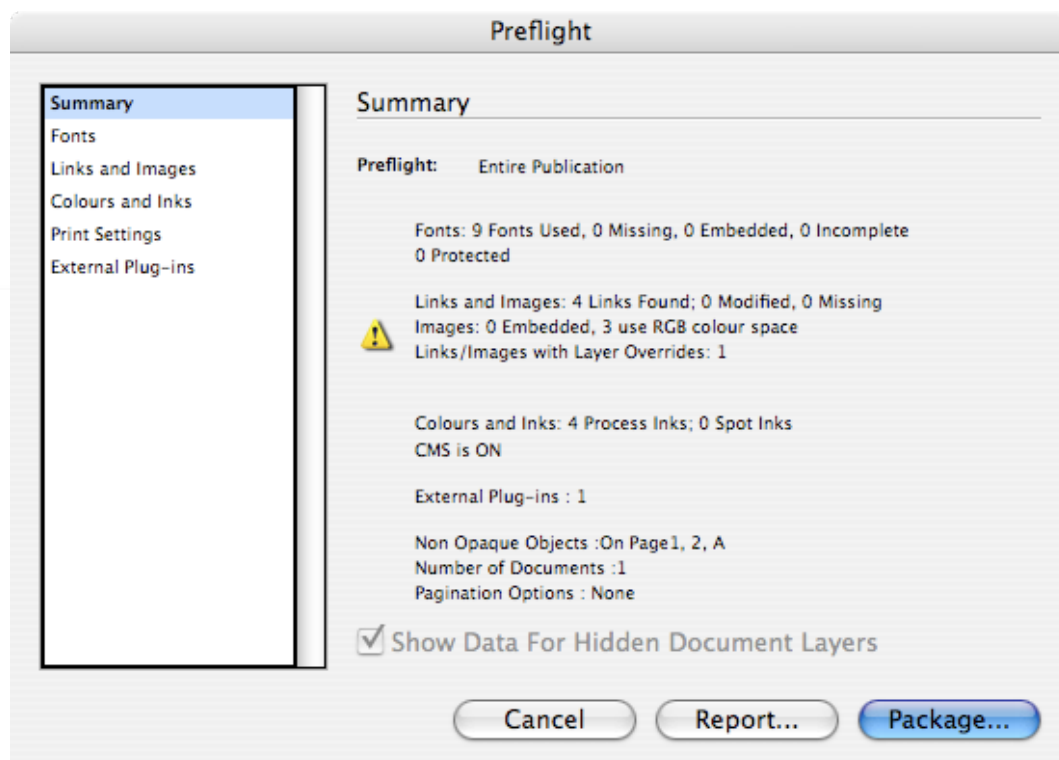 Preflight
Summary
Fonts
Links and Images
Colours and Inks
Print Settings
External Plug-ins
Summary
Preflight: Entire Publication
Fonts: 9 Fonts Used, 0 Missing, 0 Embedded, 0 Incomplete
0 Protected
Links and Images: 4 Links Found; 0 Modified, 0 Missing
Images: 0 Embedded, 3 use RGB colour space
Links/Images with Layer Overrides: 1
Colours and Inks: 4 Process Inks; 0 Spot Inks
CMS is ON
External Plug-ins : 1
Non Opaque Objects :On Page1, 2, A
Number of Documents :1
Pagination Options : None
Show Data For Hidden Document Layers
Cancel
Report...
Package...